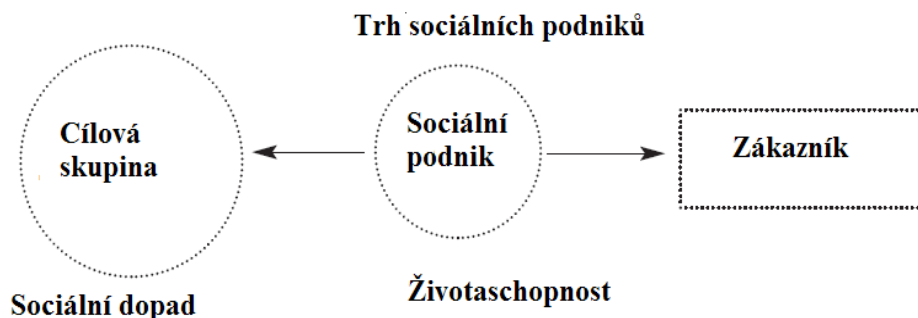 Trh sociálních podniků
Cílová
skupina
Sociální
podnik
Zákazník
Sociální dopad
Životaschopnost